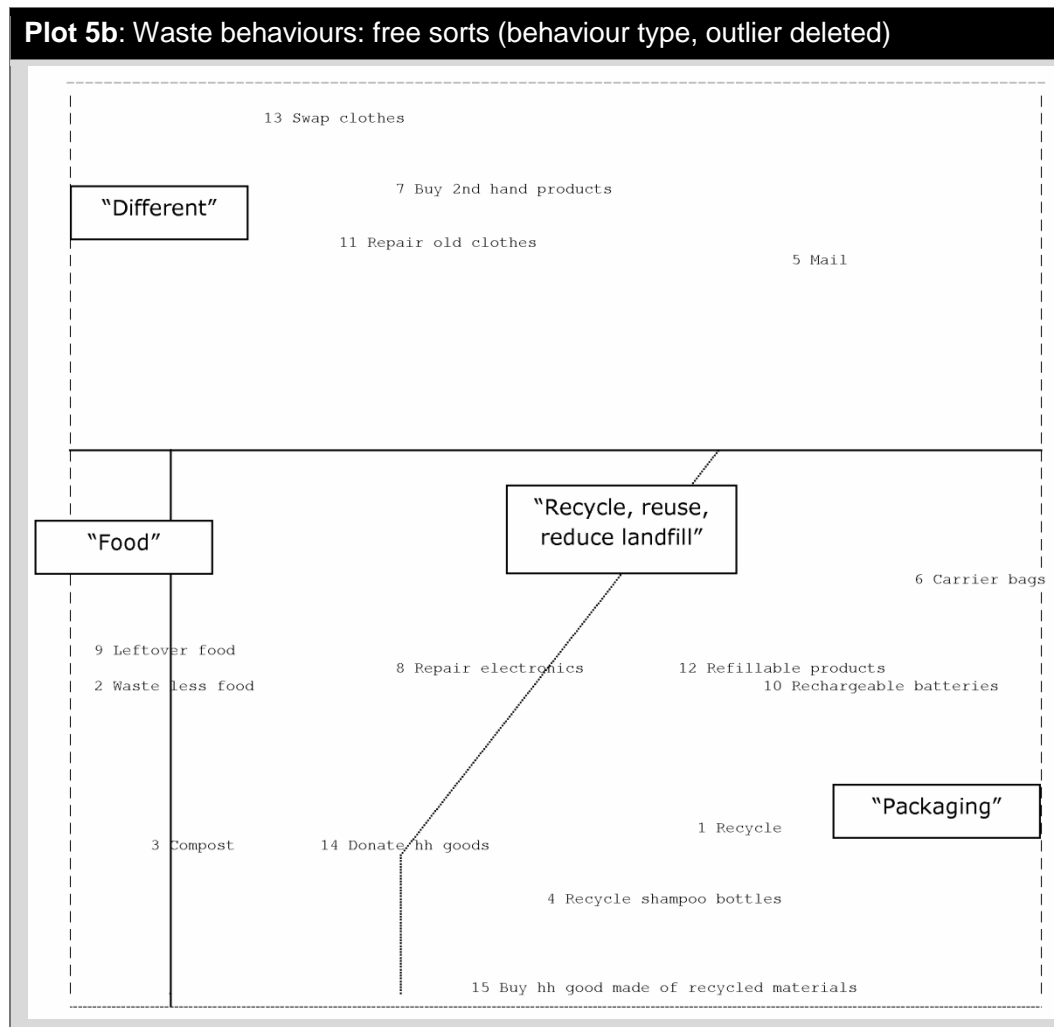 Plot 5b: Waste behaviours: free sorts (behaviour type, outlier deleted)
13 Swap clothes
7 Buy 2nd hand products
"Different"
11 Repair old clothes
5 Mail
"Recycle, reuse,
reduce landfill"
"Food"
6 Carrier bags
9 Leftover food
8 Repair electronics
12 Refillable products
2 Waste less food
10 Rechargeable batteries
"Packaging"
1 Recycle
3 Compost
14 Donate hh goods
4 Recycle shampoo bottles
15 Buy hh good made of recycled materials